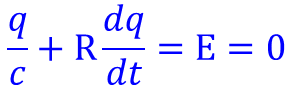 q/c + R dq/dt = E = 0